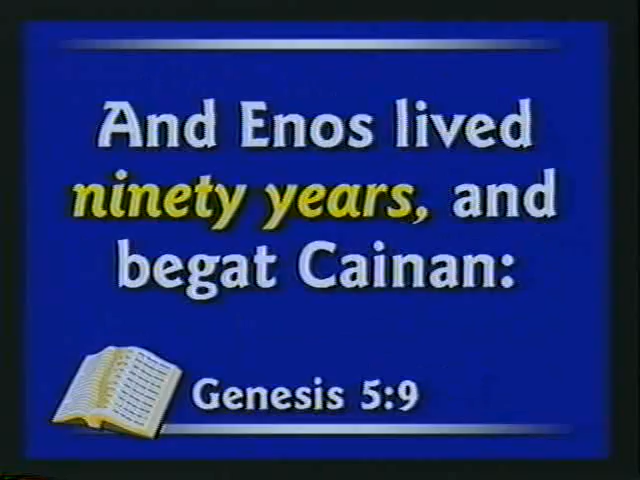 And Enos lived
ninety years, and
begat Cainan:
Genesis 5:9